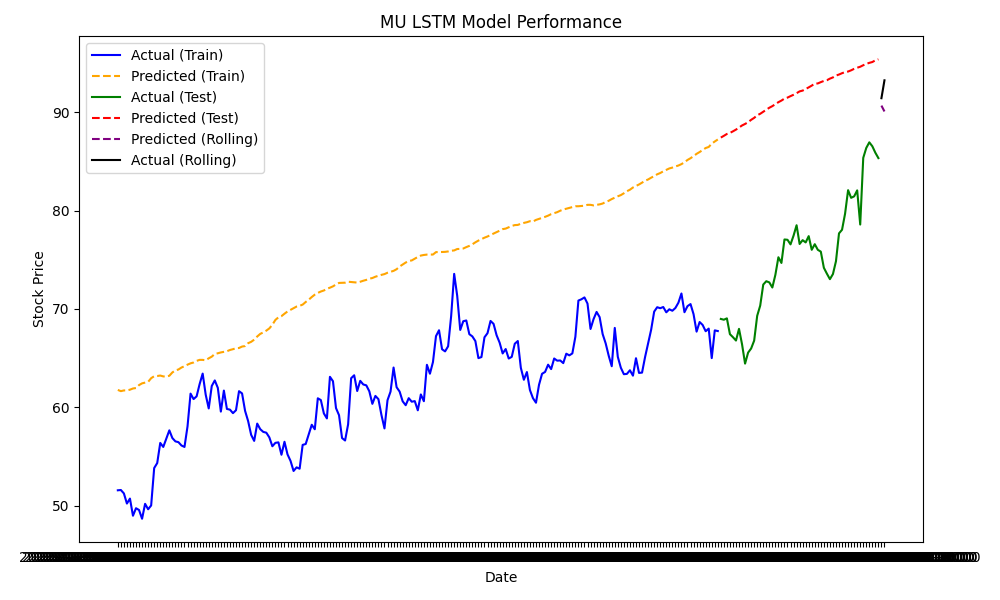 MU LSTM Model Performance
Actual (Train)
Predicted (Train)
Actual (Test)
Predicted (Test)
Predicted (Rolling)
Actual (Rolling)
90
80
70
60
50
Stock Price
Date